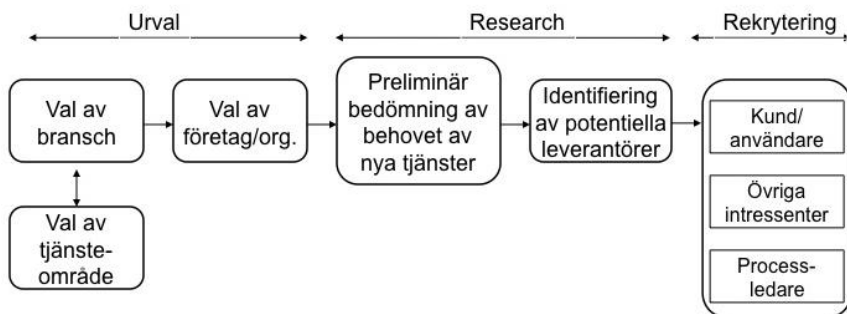 Urval
Research
Rekrytering
Val av
bransch
Val av
företag/org.
Preliminär
bedömning av
behovet av
nya tjänster
Identifiering
av potentiella
leverantörer
Kund/
användare
Övriga
intressenter
Process-
ledare
Val av
tjänste-
område